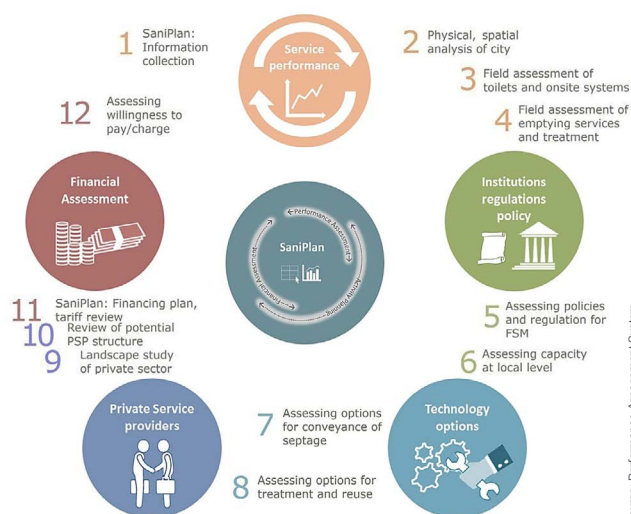 1 SaniPlan:
Information
collection
Service
performance
2 Physical, spatial
analysis of city
3 Field assessment of
toilets and onsite systems
4 Field assessment of
emptying services
and treatment
12 Assessing
willingness to
pay/charge
Financial
Assessment
SaniPlan
Performance Assessment
Financial Assessment
Activity Planning
Institutions
regulations
policy
11 SaniPlan: Financing plan,
tariff review
10 Review of potential
PSP structure
9 Landscape study
of private sector
5 Assessing policies
and regulation for
FSM
6 Assessing capacity
at local level
Private Service
providers
7 Assessing options
for conveyance of
septage
8 Assessing options for
treatment and reuse
Technology
options